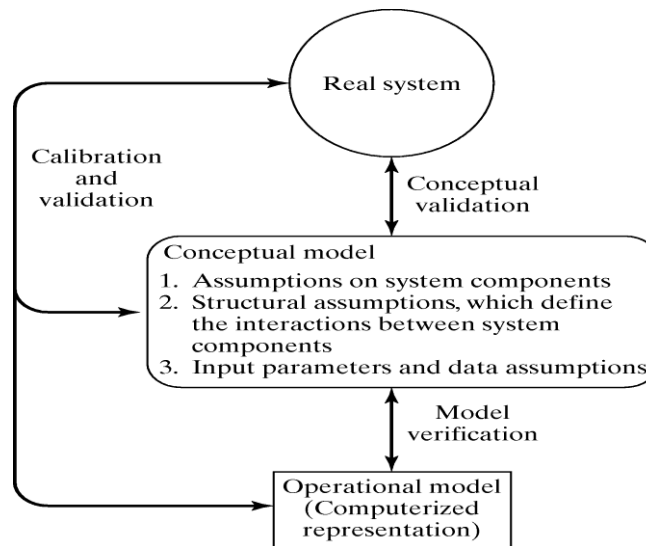 Real system
Calibration
and
validation
Conceptual
validation
Conceptual model
1. Assumptions on system components
2. Structural assumptions, which define
the interactions between system
components
3. Input parameters and data assumptions
Model
verification
Operational model
(Computerized
representation)